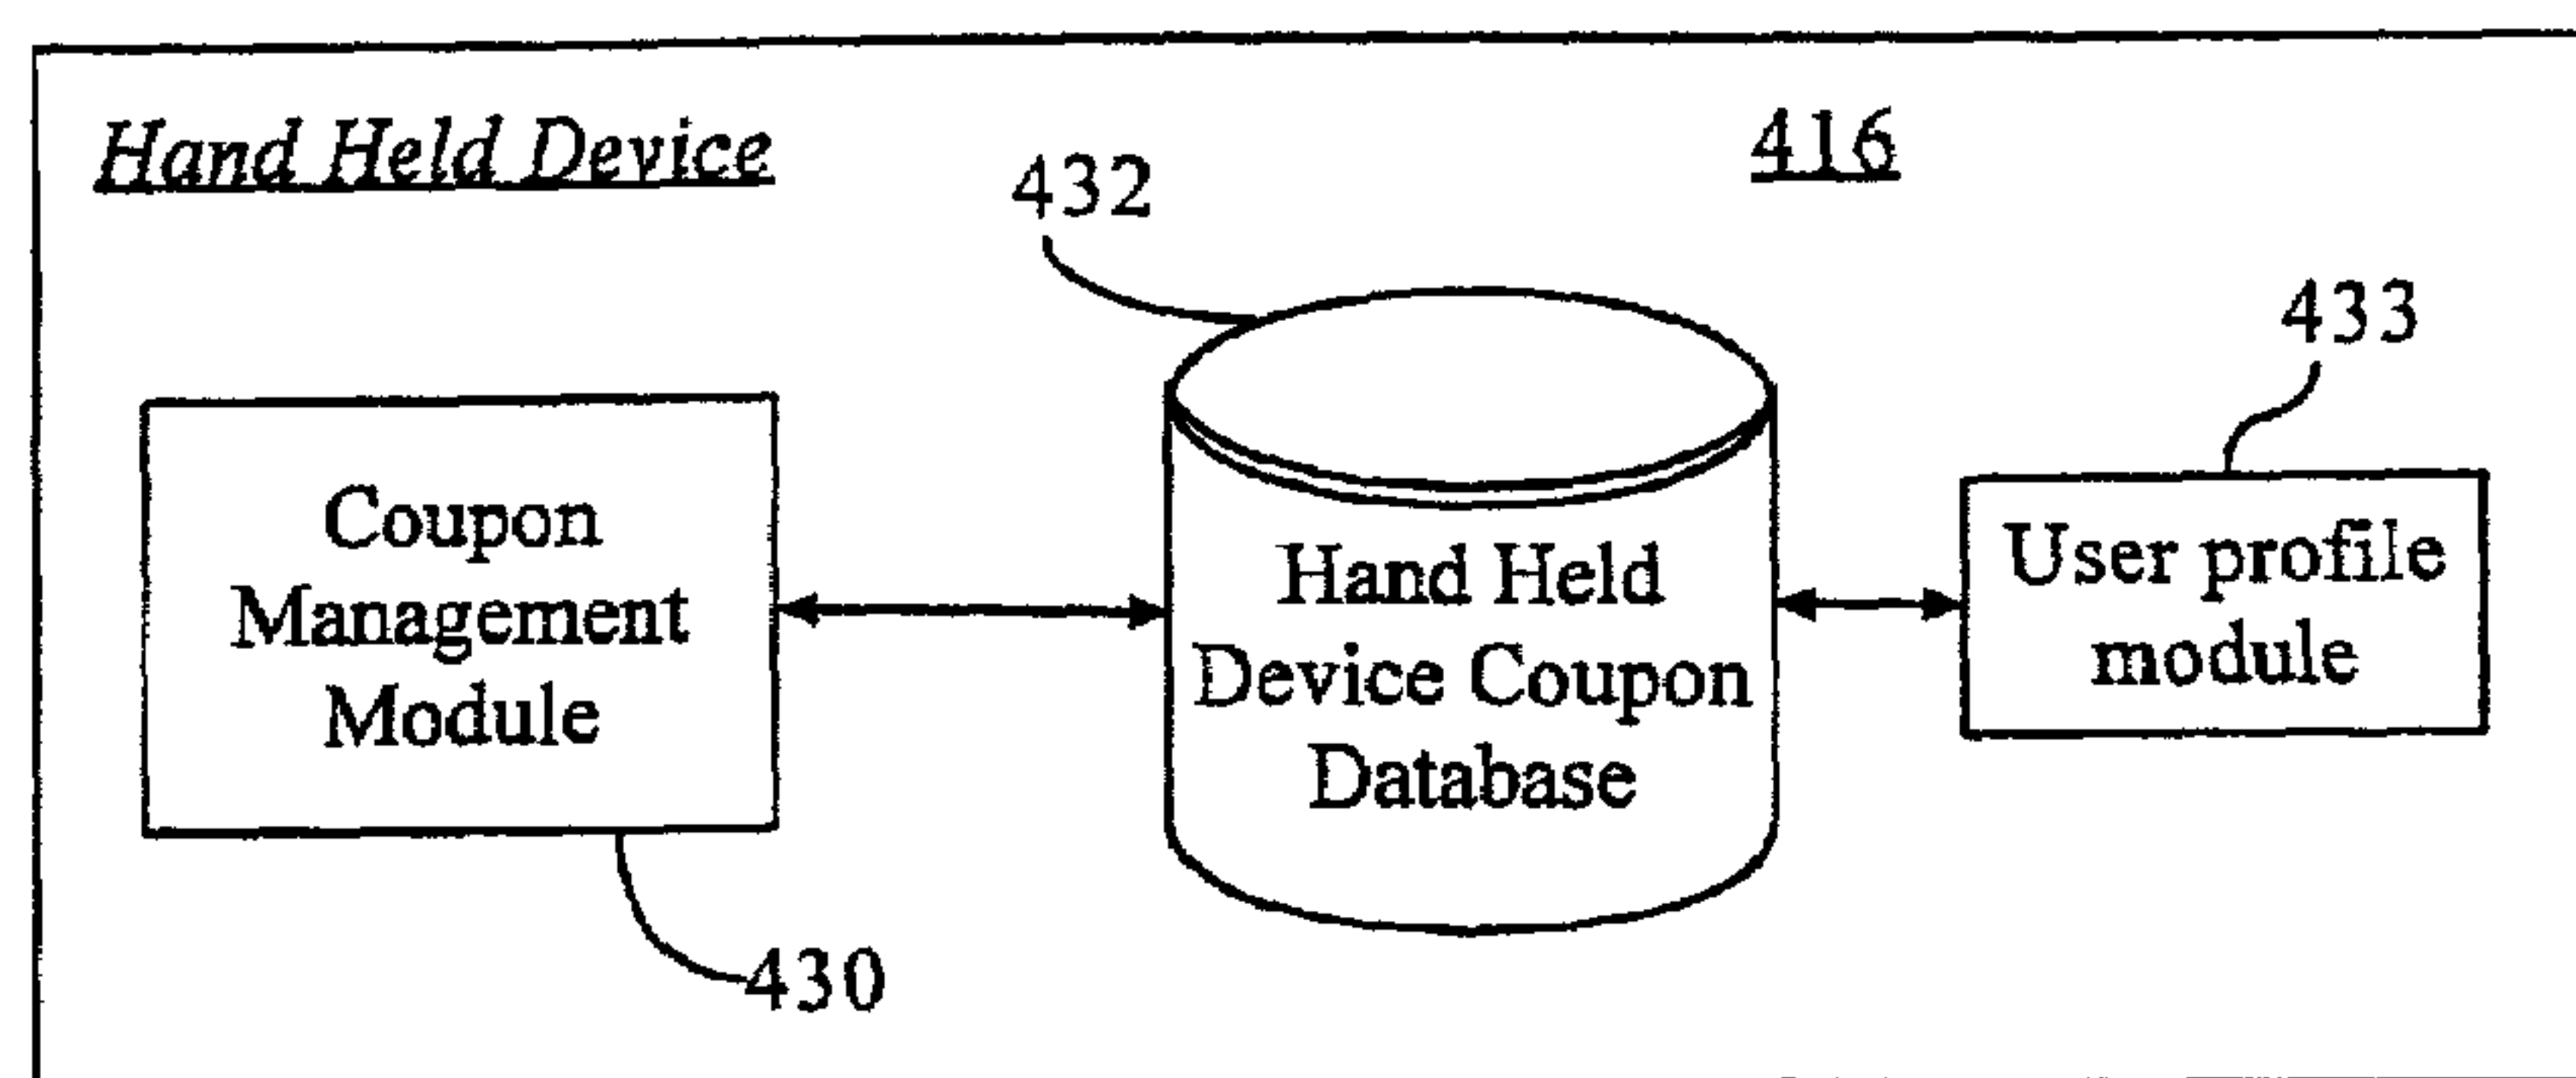 Hand Held Device
416
432
433
Coupon
Management
Module
Hand Held
Device Coupon
Database
User profile
module
430